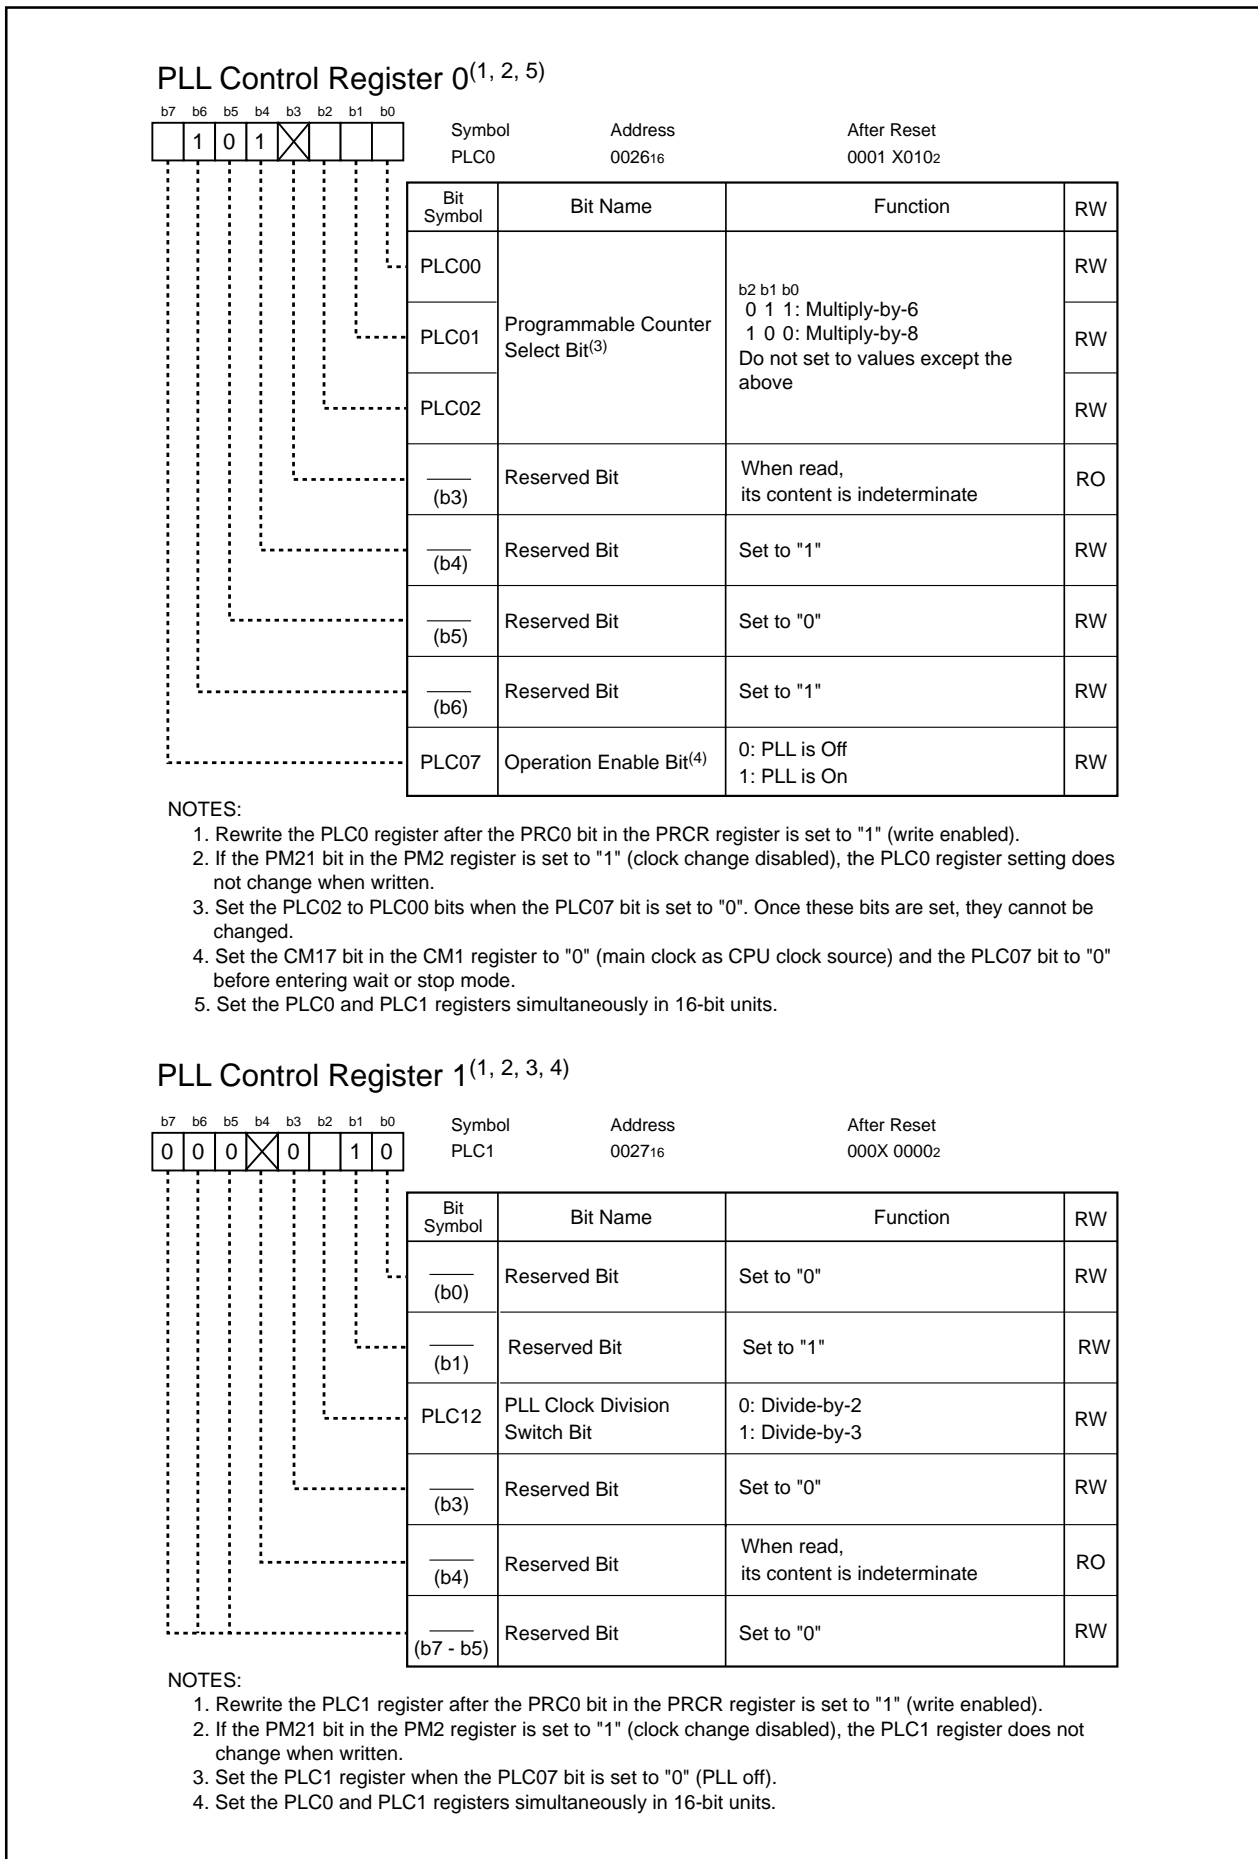 PLL Control Register 0(1, 2, 5)
b7 b6 b5 b4 b3 b2 b1 b0
1 0 1
Symbol Address After Reset
PLC0 002616 0001 X0102
Bit Symbol Bit Name Function RW
PLC00 RW
PLC01 RW
PLC02 RW
Programmable Counter
Select Bit(3)
b2 b1 b0
0 1 1: Multiply-by-6
1 0 0: Multiply-by-8
Do not set to values except the
above
(b3) Reserved Bit When read,
its content is indeterminate RO
(b4) Reserved Bit Set to "1" RW
(b5) Reserved Bit Set to "0" RW
(b6) Reserved Bit Set to "1" RW
PLC07 Operation Enable Bit(4) 0: PLL is Off
1: PLL is On RW
NOTES:
1. Rewrite the PLC0 register after the PRC0 bit in the PRCR register is set to "1" (write enabled).
2. If the PM21 bit in the PM2 register is set to "1" (clock change disabled), the PLC0 register setting does
not change when written.
3. Set the PLC02 to PLC00 bits when the PLC07 bit is set to "0". Once these bits are set, they cannot be
changed.
4. Set the CM17 bit in the CM1 register to "0" (main clock as CPU clock source) and the PLC07 bit to "0"
before entering wait or stop mode.
5. Set the PLC0 and PLC1 registers simultaneously in 16-bit units.
PLL Control Register 1(1, 2, 3, 4)
b7 b6 b5 b4 b3 b2 b1 b0
0 0 0 0 1 0
Symbol Address After Reset
PLC1 002716 000X 00002
Bit Symbol Bit Name Function RW
(b0) Reserved Bit Set to "0" RW
(b1) Reserved Bit Set to "1" RW
PLC12 PLL Clock Division
Switch Bit 0: Divide-by-2
1: Divide-by-3 RW
(b3) Reserved Bit Set to "0" RW
(b4) Reserved Bit When read,
its content is indeterminate RO
(b7 - b5) Reserved Bit Set to "0" RW
NOTES:
1. Rewrite the PLC1 register after the PRC0 bit in the PRCR register is set to "1" (write enabled).
2. If the PM21 bit in the PM2 register is set to "1" (clock change disabled), the PLC1 register does not
change when written.
3. Set the PLC1 register when the PLC07 bit is set to "0" (PLL off).
4. Set the PLC0 and PLC1 registers simultaneously in 16-bit units.